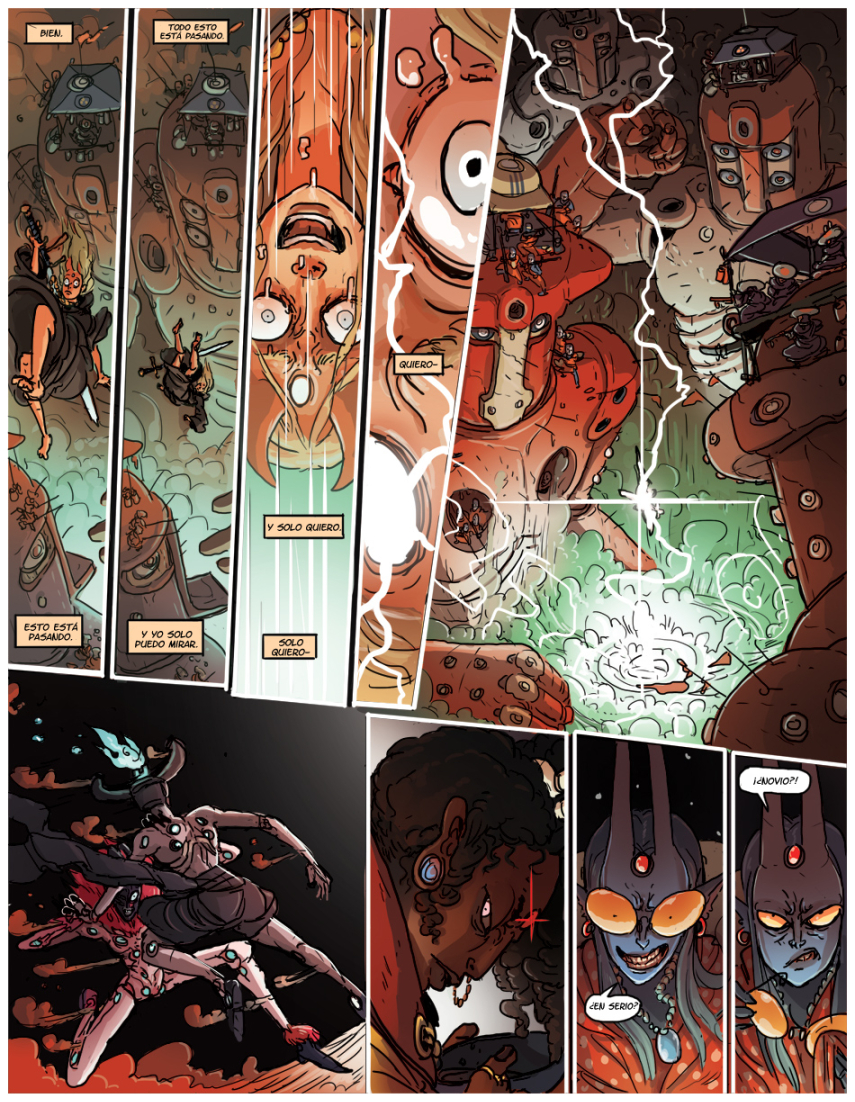 BIEN.
ESTO ESTÁ
PASANDO.
TODO ESTO
ESTÁ PASANDO.
Y YO SOLO
PUEDO MIRAR.
Y SOLO QUIERO.
SOLO
QUIERO–
QUIERO–
¿EN SERIO?
¡¿NOVIO?!